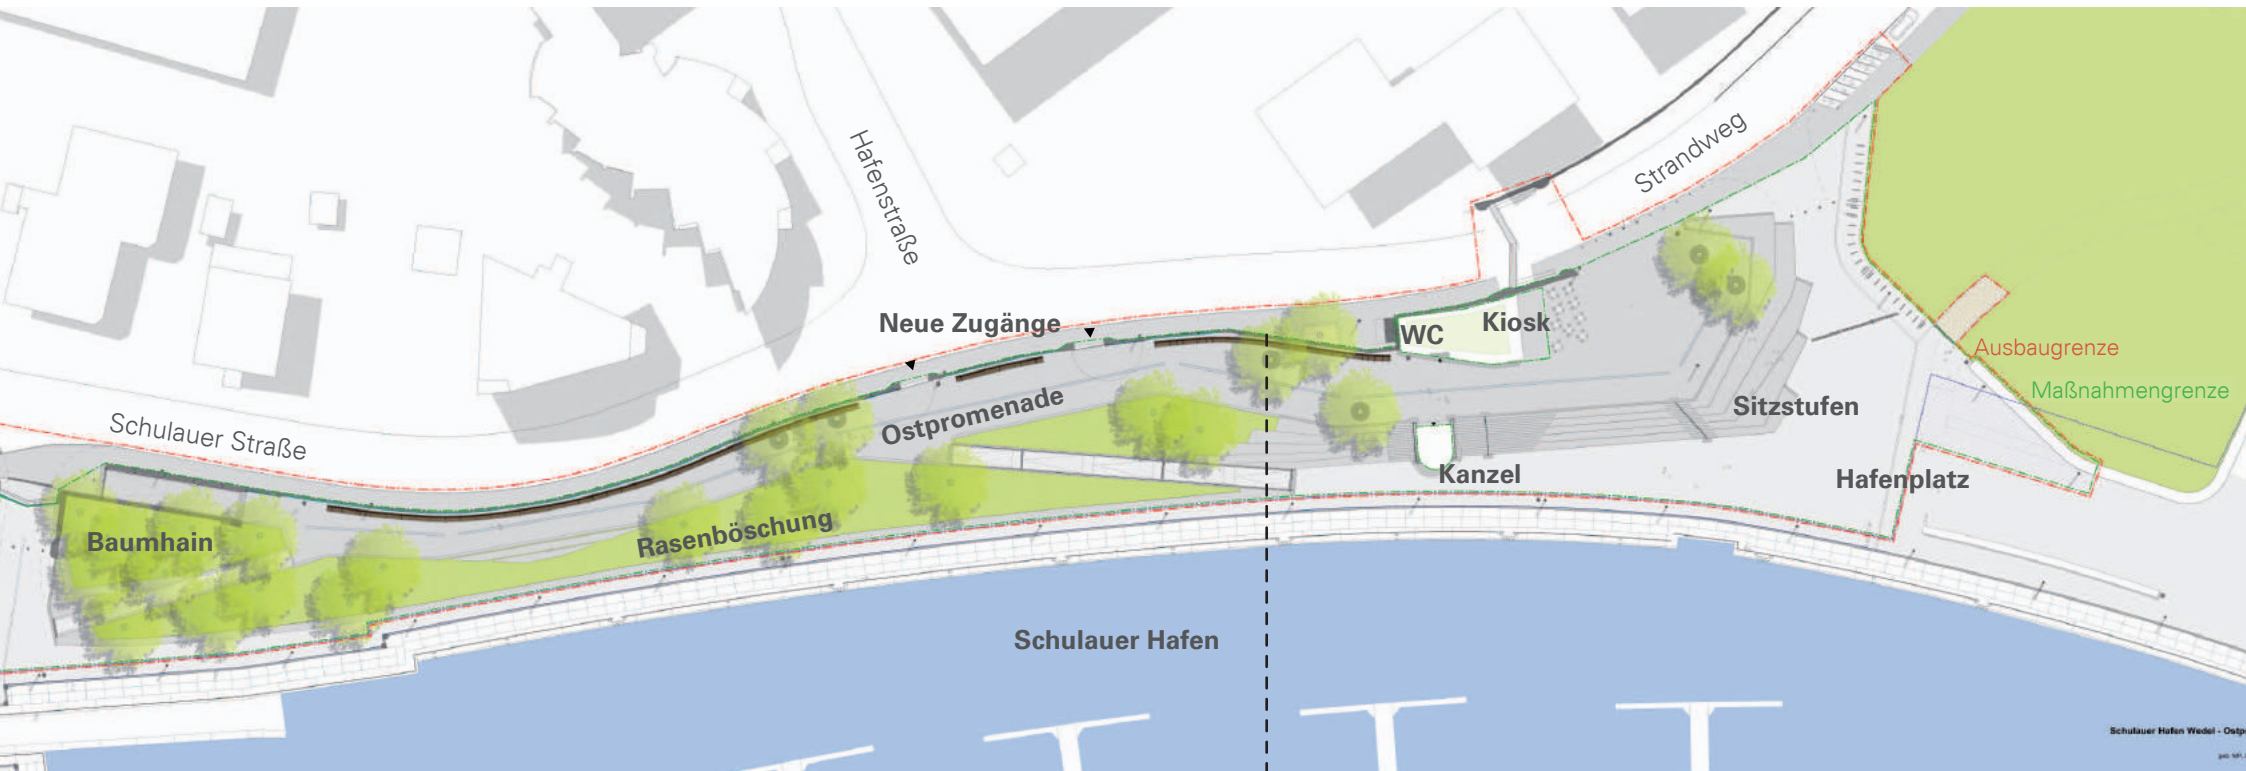 Hafenstraße
Strandweg
Neue Zugänge
WC
Kiosk
Ausbaugrenze
Maßnahmengrenze
Schulauer Straße
Ostpromenade
Sitzstufen
Kanzel
Hafenplatz
Baumhain
Rasenböschung
Schulauer Hafen
Schulauer Hafen Wedel - Ostp